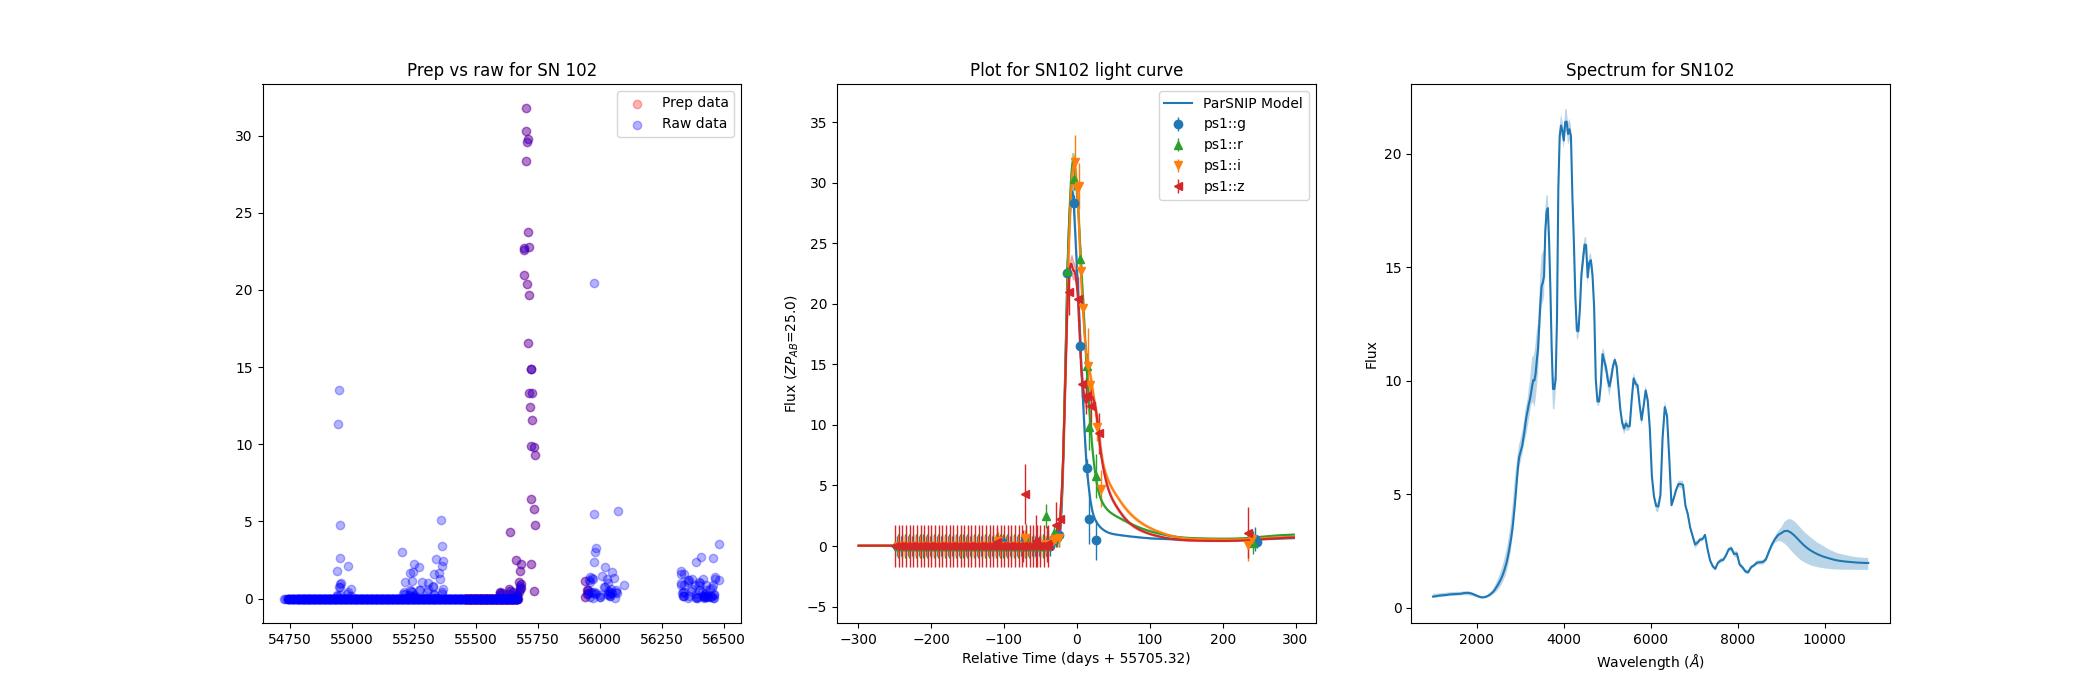 Prep vs raw for SN 102
Prep data
Raw data
30
25
20
15
10
5
0
54750 55000 55250 55500 55750 56000 56250 56500
Plot for SN102 light curve
ParSNIP Model
ps1::g
ps1::r
ps1::i
ps1::z
Flux (ZP_AB=25.0)
35
30
25
20
15
10
5
0
−5
−300 −200 −100 0 100 200 300
Relative Time (days + 55705.32)
Spectrum for SN102
Flux
20
15
10
5
0
2000 4000 6000 8000 10000
Wavelength (Å)